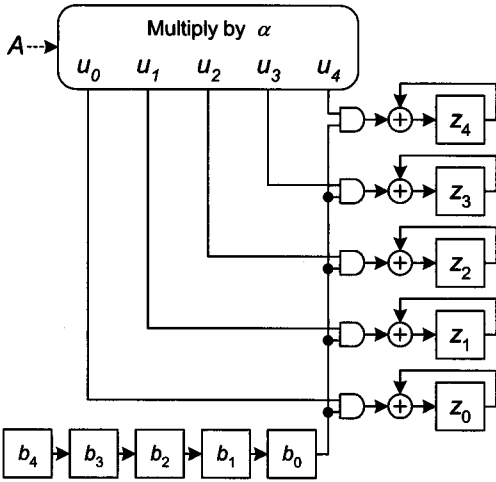 Multiply by α
A
u0 u1 u2 u3 u4
+ z4
+ z3
+ z2
+ z1
+ z0
b4 b3 b2 b1 b0